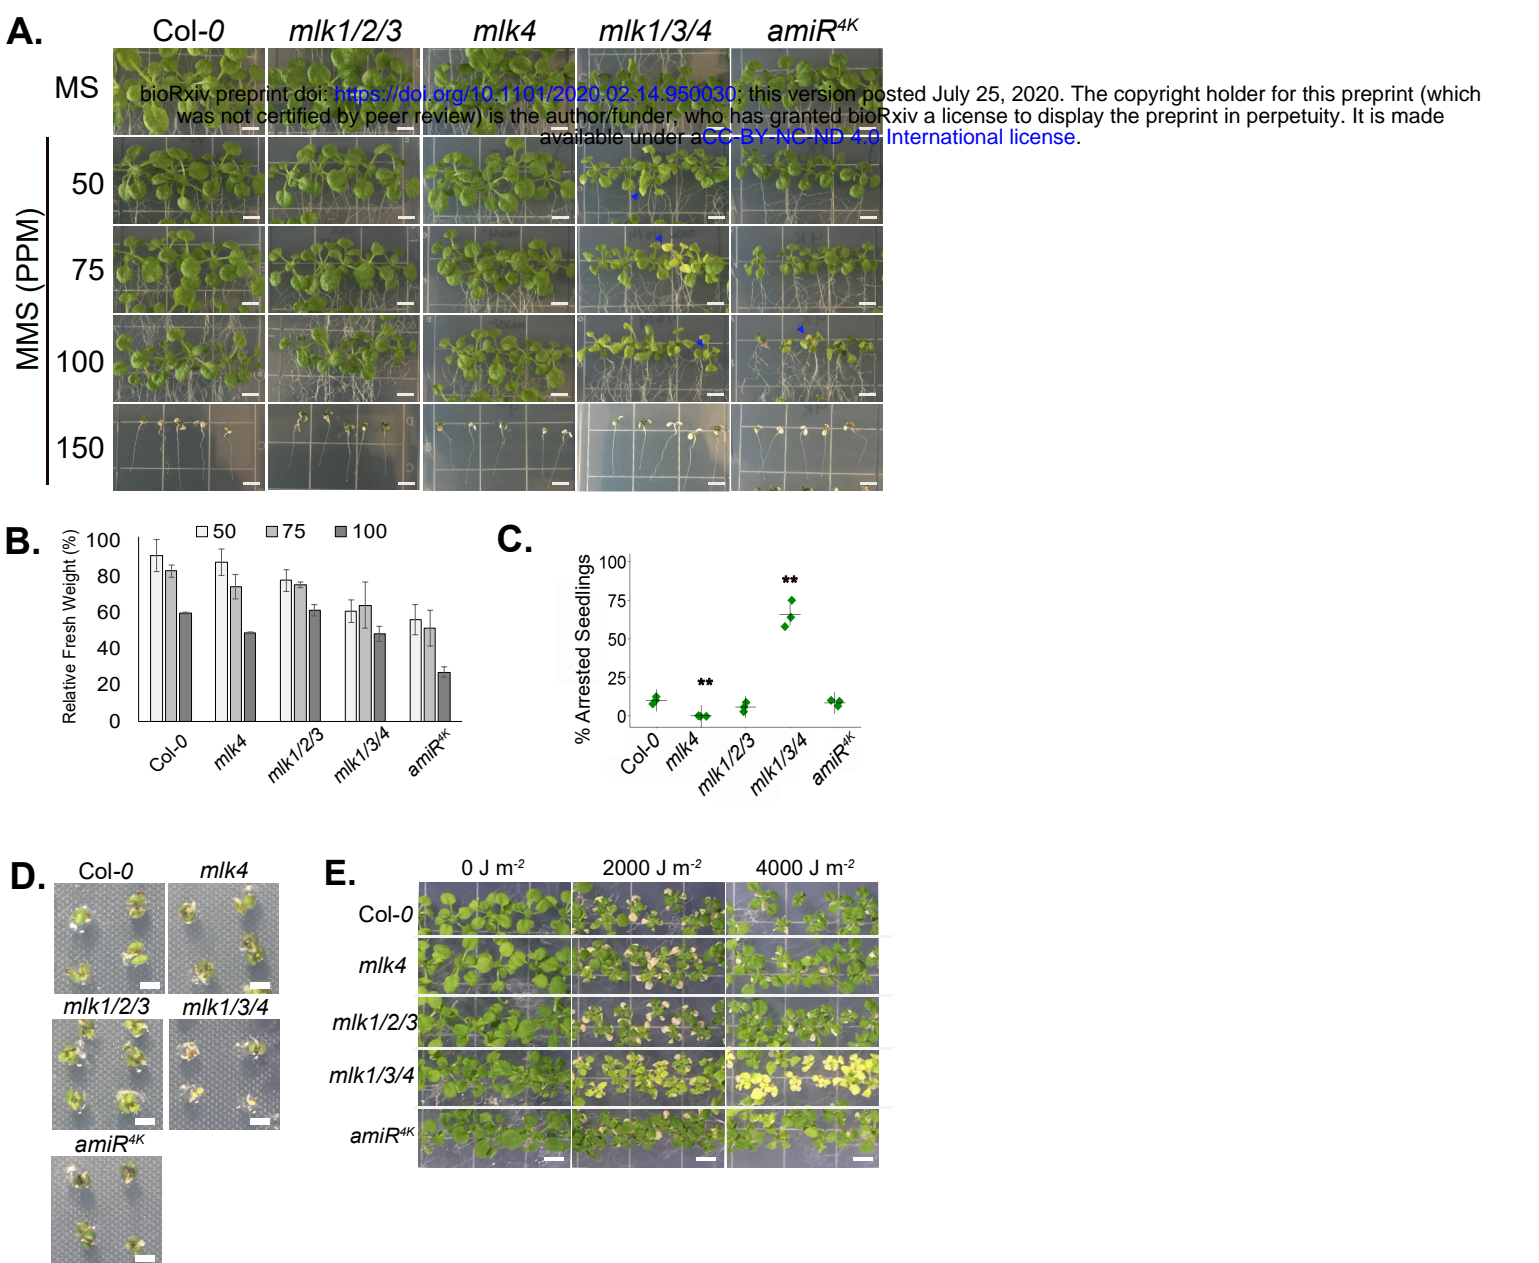 A.
Col-0 mlk1/2/3 mlk4 mlk1/3/4 amiR4K
MS
bioRxiv preprint doi: https://doi.org/10.1101/2020.02.14.950030; this version posted July 25, 2020. The copyright holder for this preprint (which
was not certified by peer review) is the author/funder, who has granted bioRxiv a license to display the preprint in perpetuity. It is made
available under aCC-BY-NC-ND 4.0 International license.
MMS (PPM)
50
75
100
150
B.
50 75 100
Relative Fresh Weight (%)
100
80
60
40
20
0
Col-0 mlk4 mlk1/2/3 mlk1/3/4 amiR4K
C.
% Arrested Seedlings
100
75
50
25
0
**
**
Col-0 mlk4 mlk1/2/3 mlk1/3/4 amiR4K
D.
Col-0 mlk4
mlk1/2/3 mlk1/3/4
amiR4K
E.
0 J m-2 2000 J m-2 4000 J m-2
Col-0
mlk4
mlk1/2/3
mlk1/3/4
amiR4K